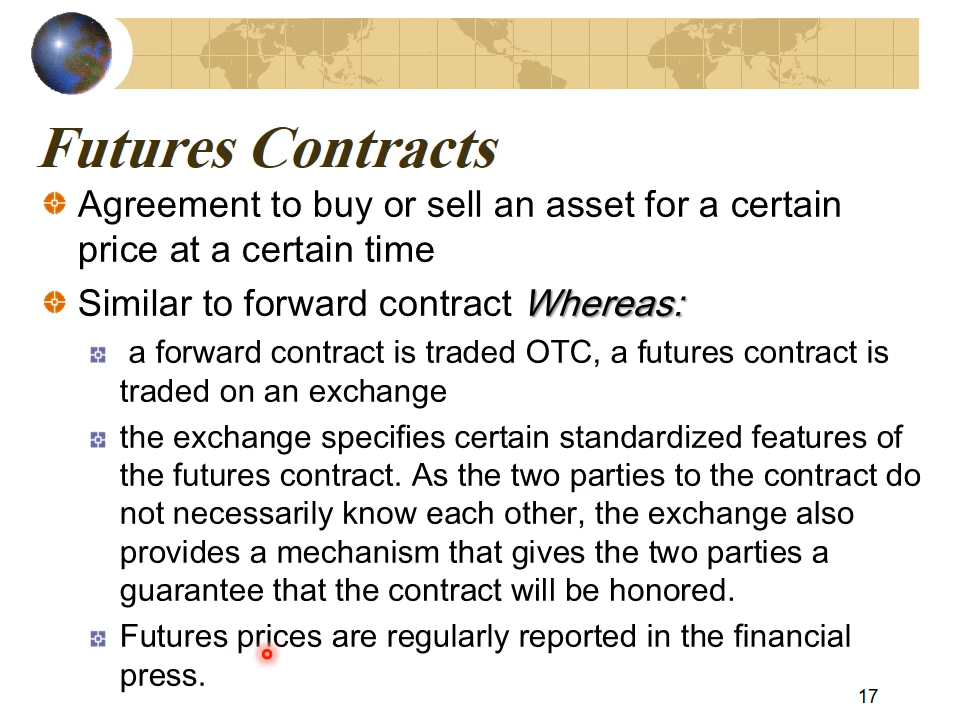 Futures Contracts
Agreement to buy or sell an asset for a certain
price at a certain time
Similar to forward contract Whereas:
a forward contract is traded OTC, a futures contract is
traded on an exchange
the exchange specifies certain standardized features of
the futures contract. As the two parties to the contract do
not necessarily know each other, the exchange also
provides a mechanism that gives the two parties a
guarantee that the contract will be honored.
Futures prices are regularly reported in the financial
press.
17